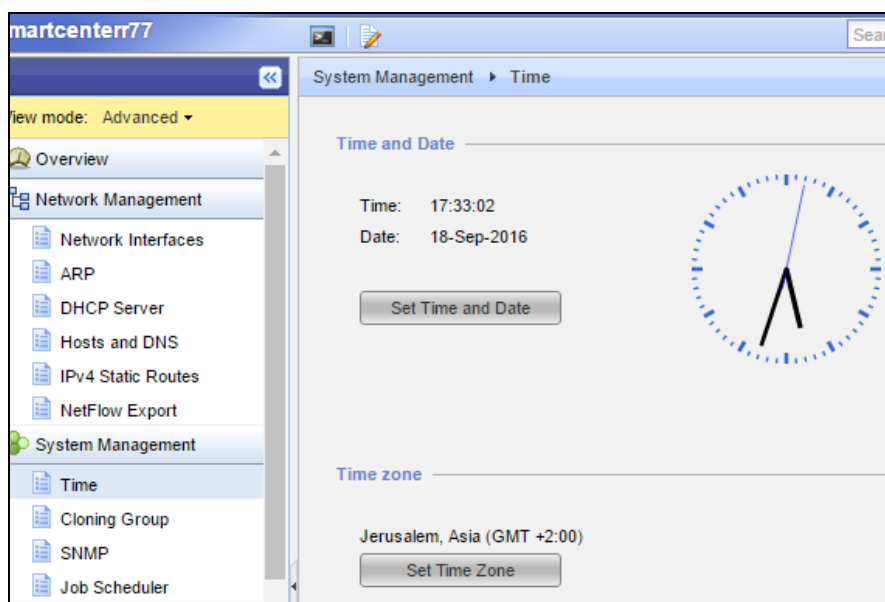 martcenterr77
Sear
System Management ▸ Time
View mode: Advanced
Overview
Network Management
Network Interfaces
ARP
DHCP Server
Hosts and DNS
IPv4 Static Routes
NetFlow Export
System Management
Time
Cloning Group
SNMP
Job Scheduler
Time and Date
Time: 17:33:02
Date: 18-Sep-2016
Set Time and Date
Time zone
Jerusalem, Asia (GMT +2:00)
Set Time Zone